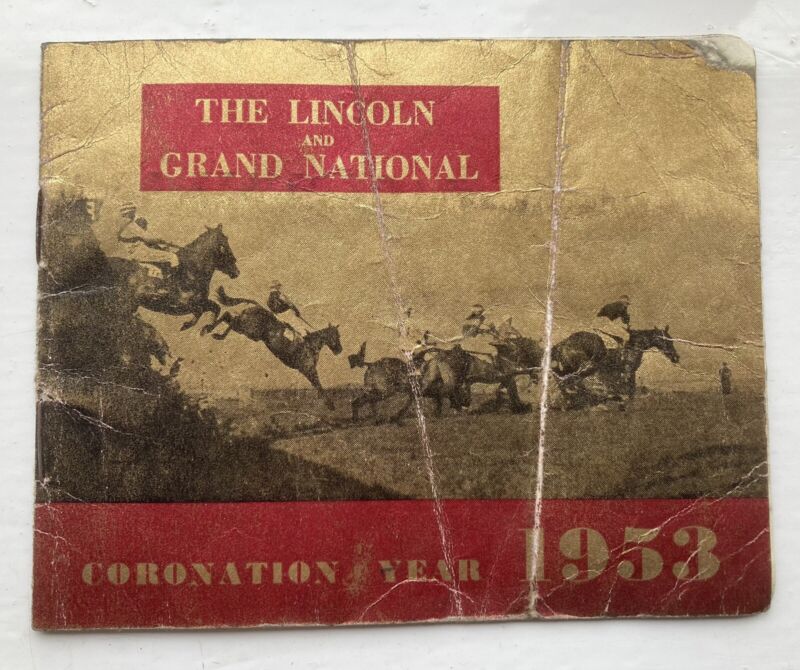 THE LINCOLN
AND
GRAND NATIONAL
CORONATION YEAR 1953